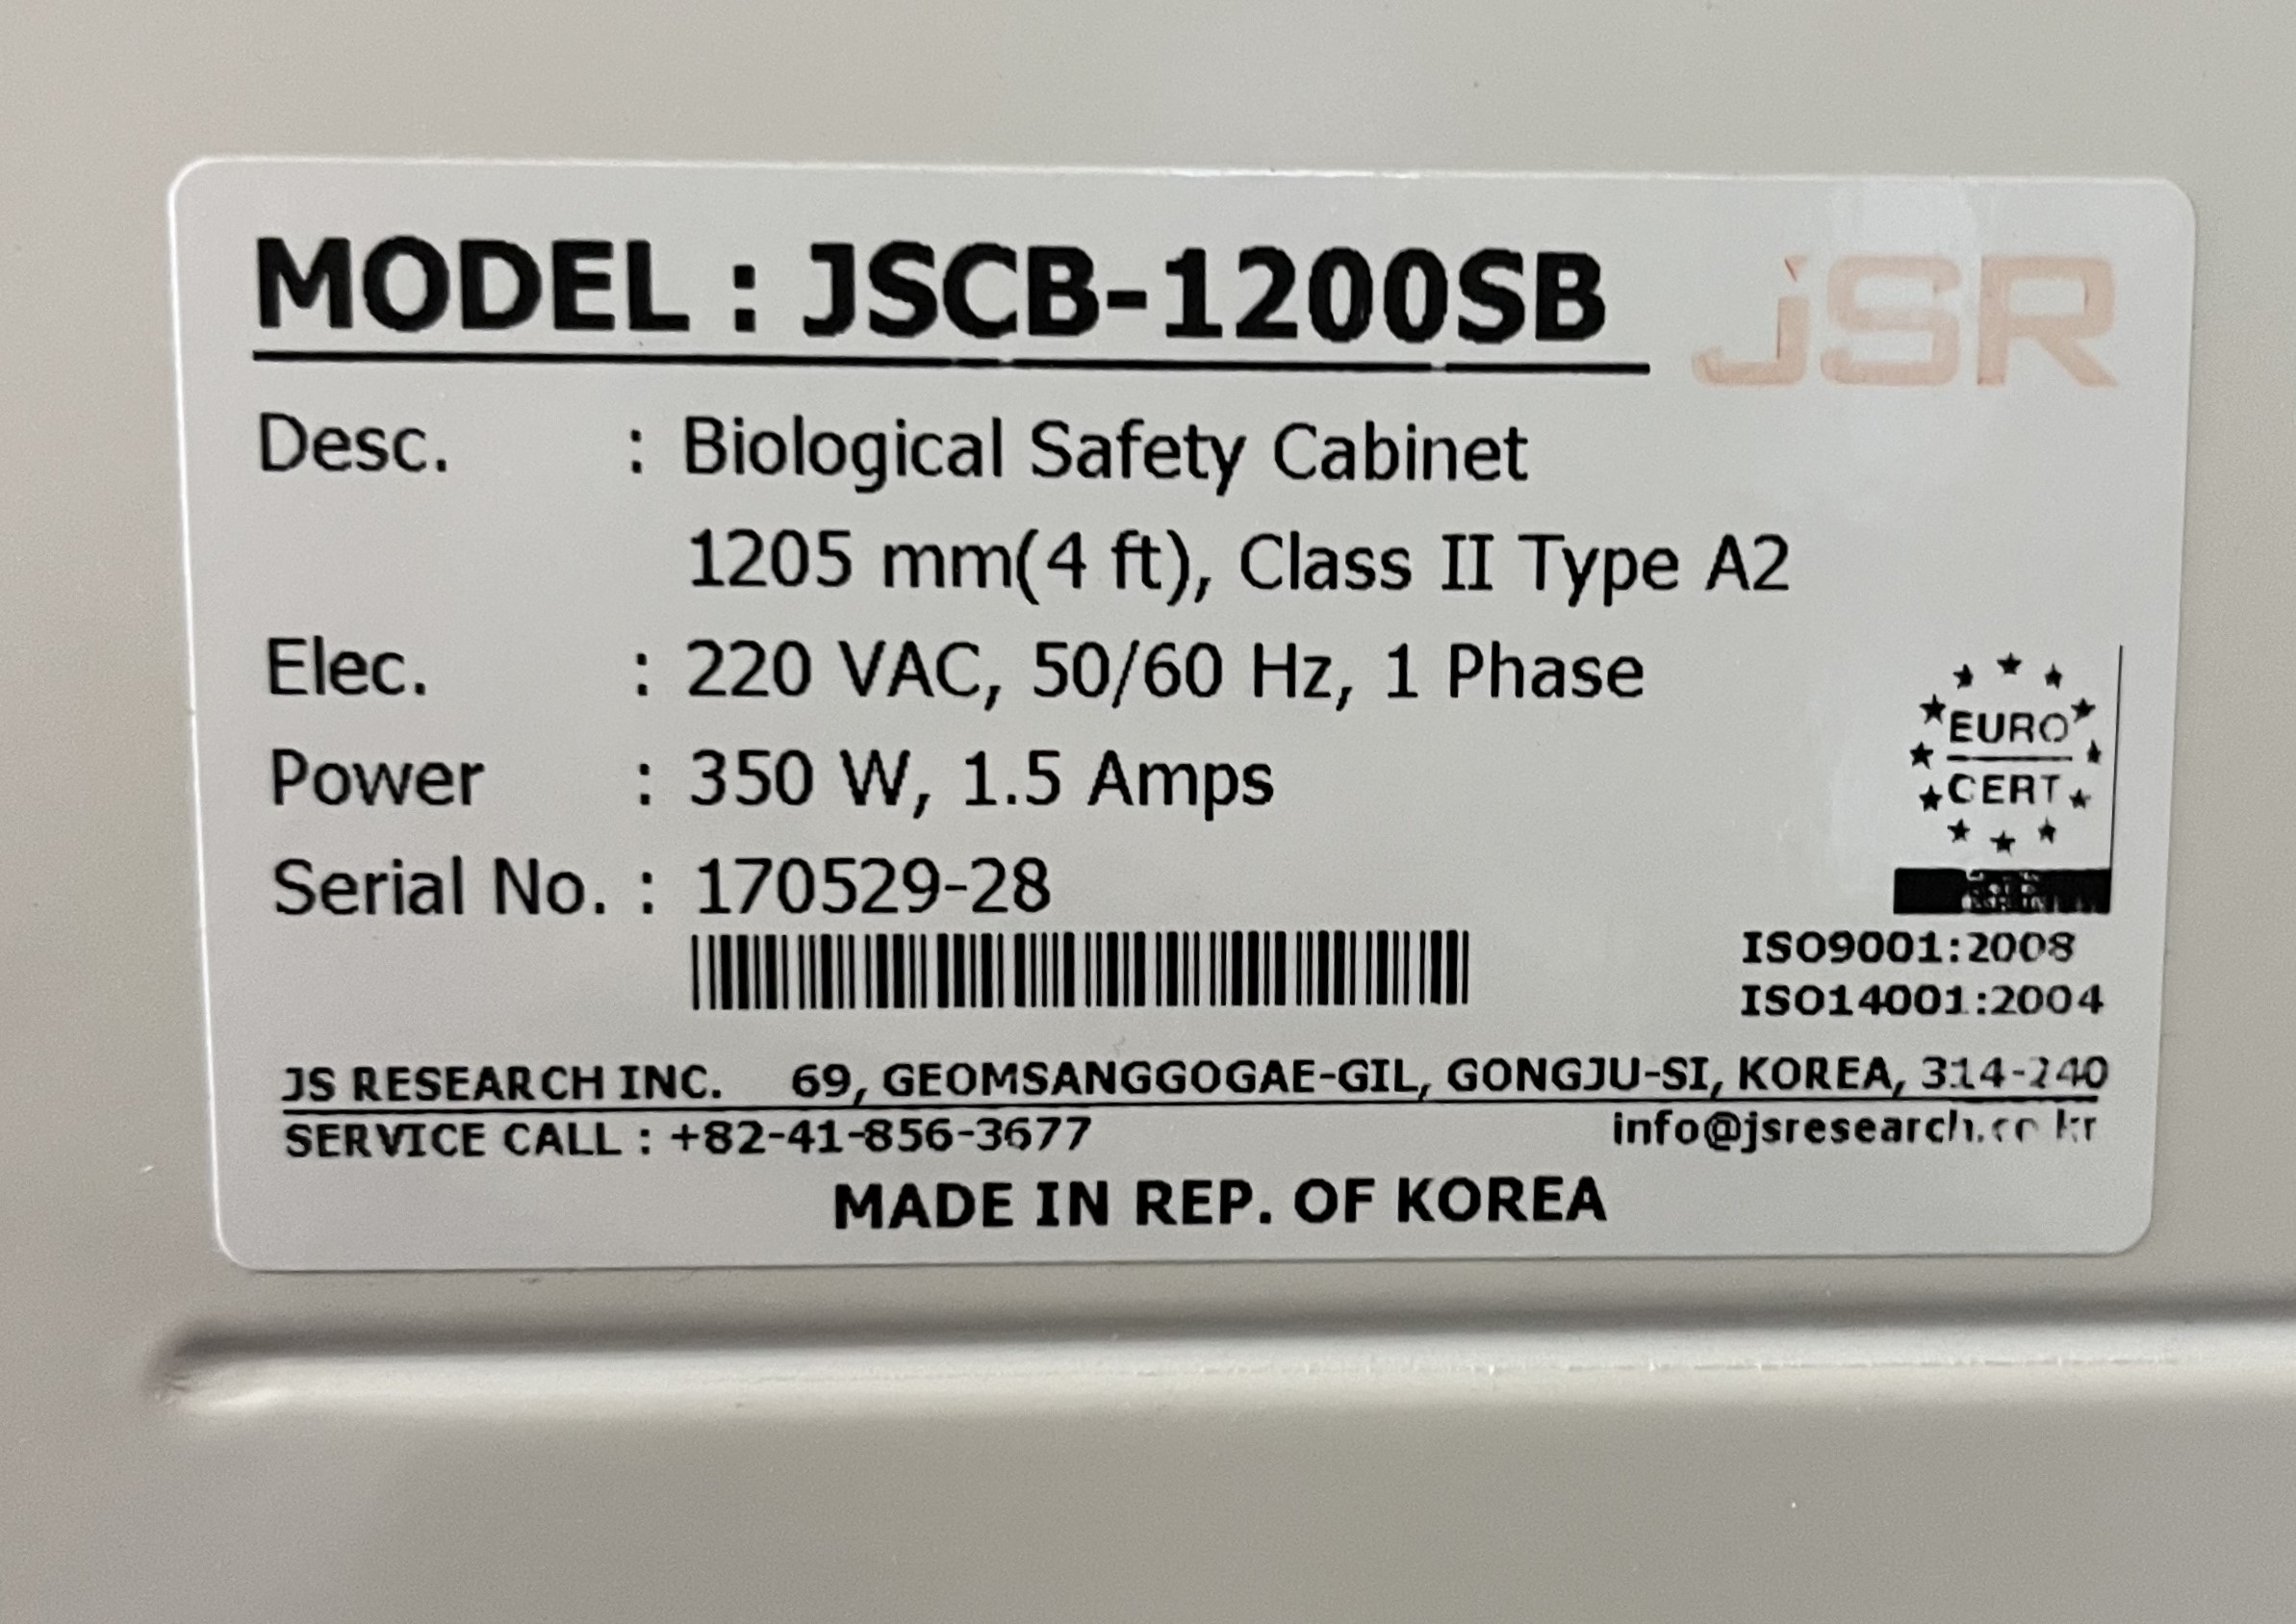 MODEL : JSCB-1200SB
jSR
Desc. : Biological Safety Cabinet
1205 mm(4 ft), Class II Type A2
Elec. : 220 VAC, 50/60 Hz, 1 Phase
Power : 350 W, 1.5 Amps
Serial No. : 170529-28
EURO
CERT
ISO9001:2008
ISO14001:2004
JS RESEARCH INC. 69, GEOMSANGGOGAE-GIL, GONGJU-SI, KOREA, 314-240
SERVICE CALL : +82-41-856-3677 info@jsresearch.co.kr
MADE IN REP. OF KOREA